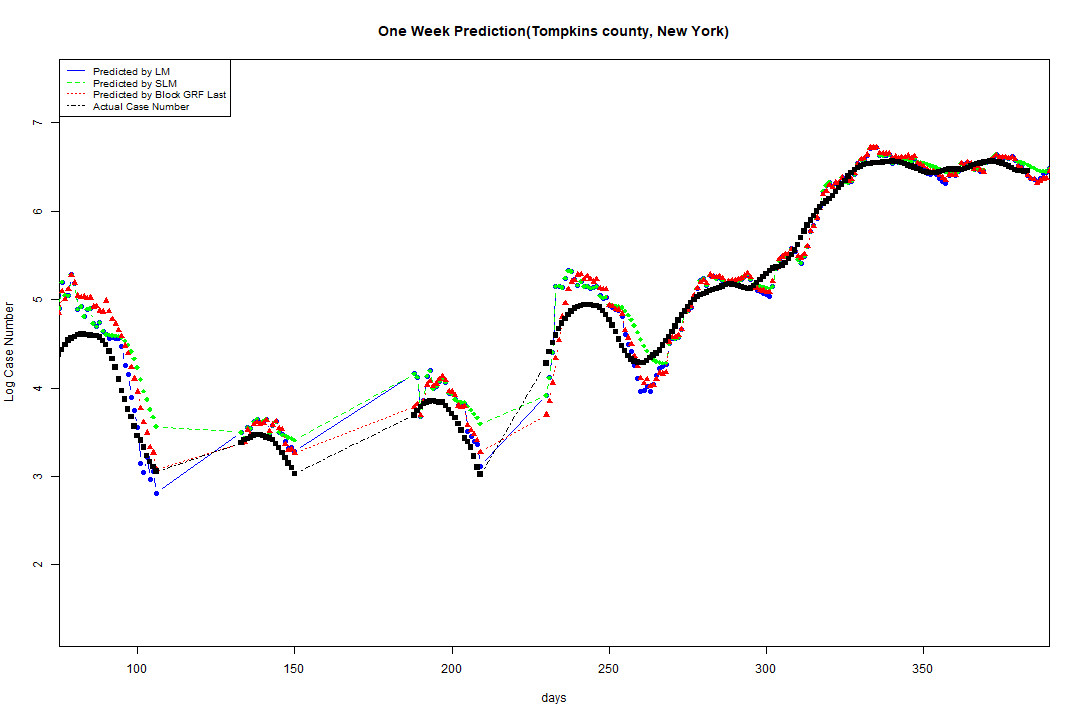 One Week Prediction(Tompkins county, New York)
Predicted by LM
Predicted by SLM
Predicted by Block GRF Last
Actual Case Number
7
6
5
4
3
2
Log Case Number
100 150 200 250 300 350
days